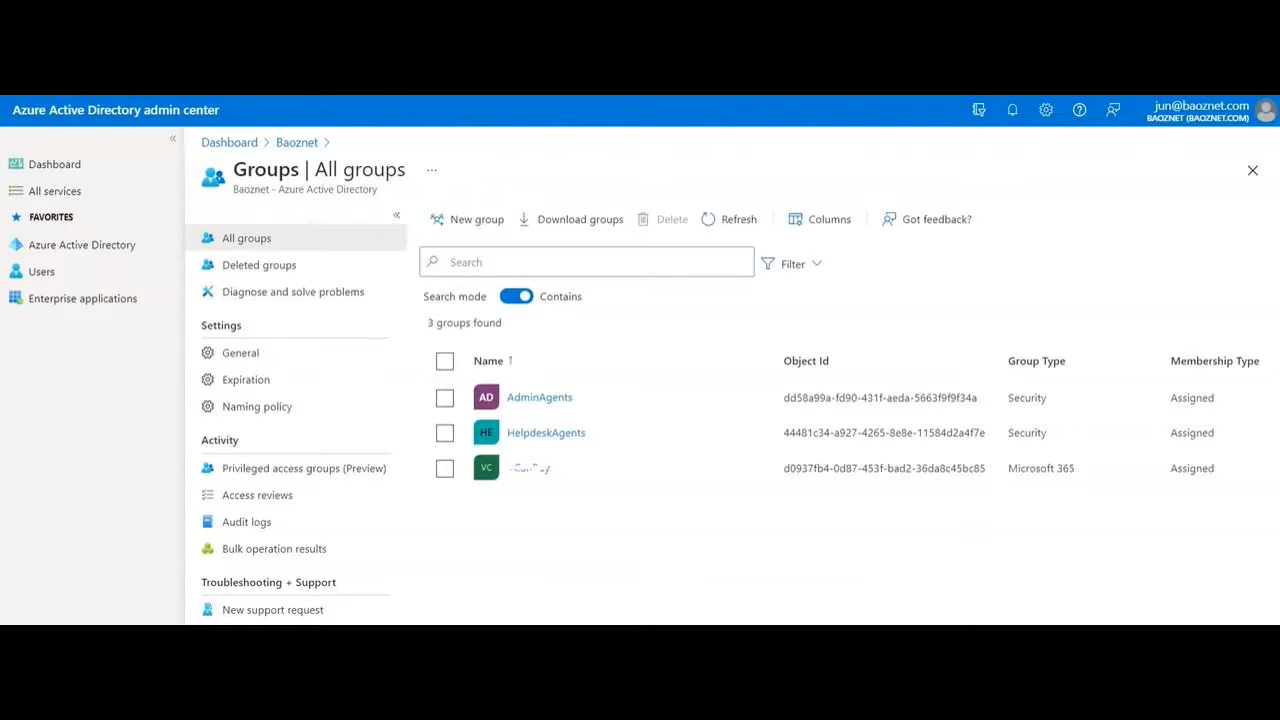 Azure Active Directory admin center
jun@baoznet.com
BAOZNET (BAOZNET.COM)
Dashboard
All services
FAVORITES
Azure Active Directory
Users
Enterprise applications
Dashboard > Baoznet >
Groups | All groups ...
Baoznet - Azure Active Directory
All groups
Deleted groups
Diagnose and solve problems
Settings
General
Expiration
Naming policy
Activity
Privileged access groups (Preview)
Access reviews
Audit logs
Bulk operation results
Troubleshooting + Support
New support request
New group Download groups Delete Refresh Columns Got feedback?
Search Filter
Search mode Contains
3 groups found
Name ↑ Object Id Group Type Membership Type
AD AdminAgents dd58a99a-fd90-431f-aeda-5663f9f9f34a Security Assigned
HE HelpdeskAgents 44481c34-a927-4265-8e8e-11584d2a4f7e Security Assigned
VC d0937fb4-0d87-453f-bad2-36da8c45bc85 Microsoft 365 Assigned